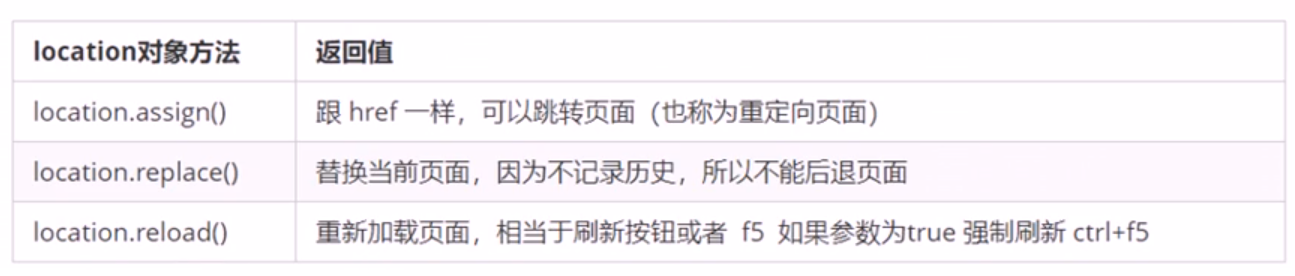 location对象方法 返回值
location.assign() 跟 href 一样，可以跳转页面（也称为重定向页面）
location.replace() 替换当前页面，因为不记录历史，所以不能后退页面
location.reload() 重新加载页面，相当于刷新按钮或者 f5 如果参数为true 强制刷新 ctrl+f5